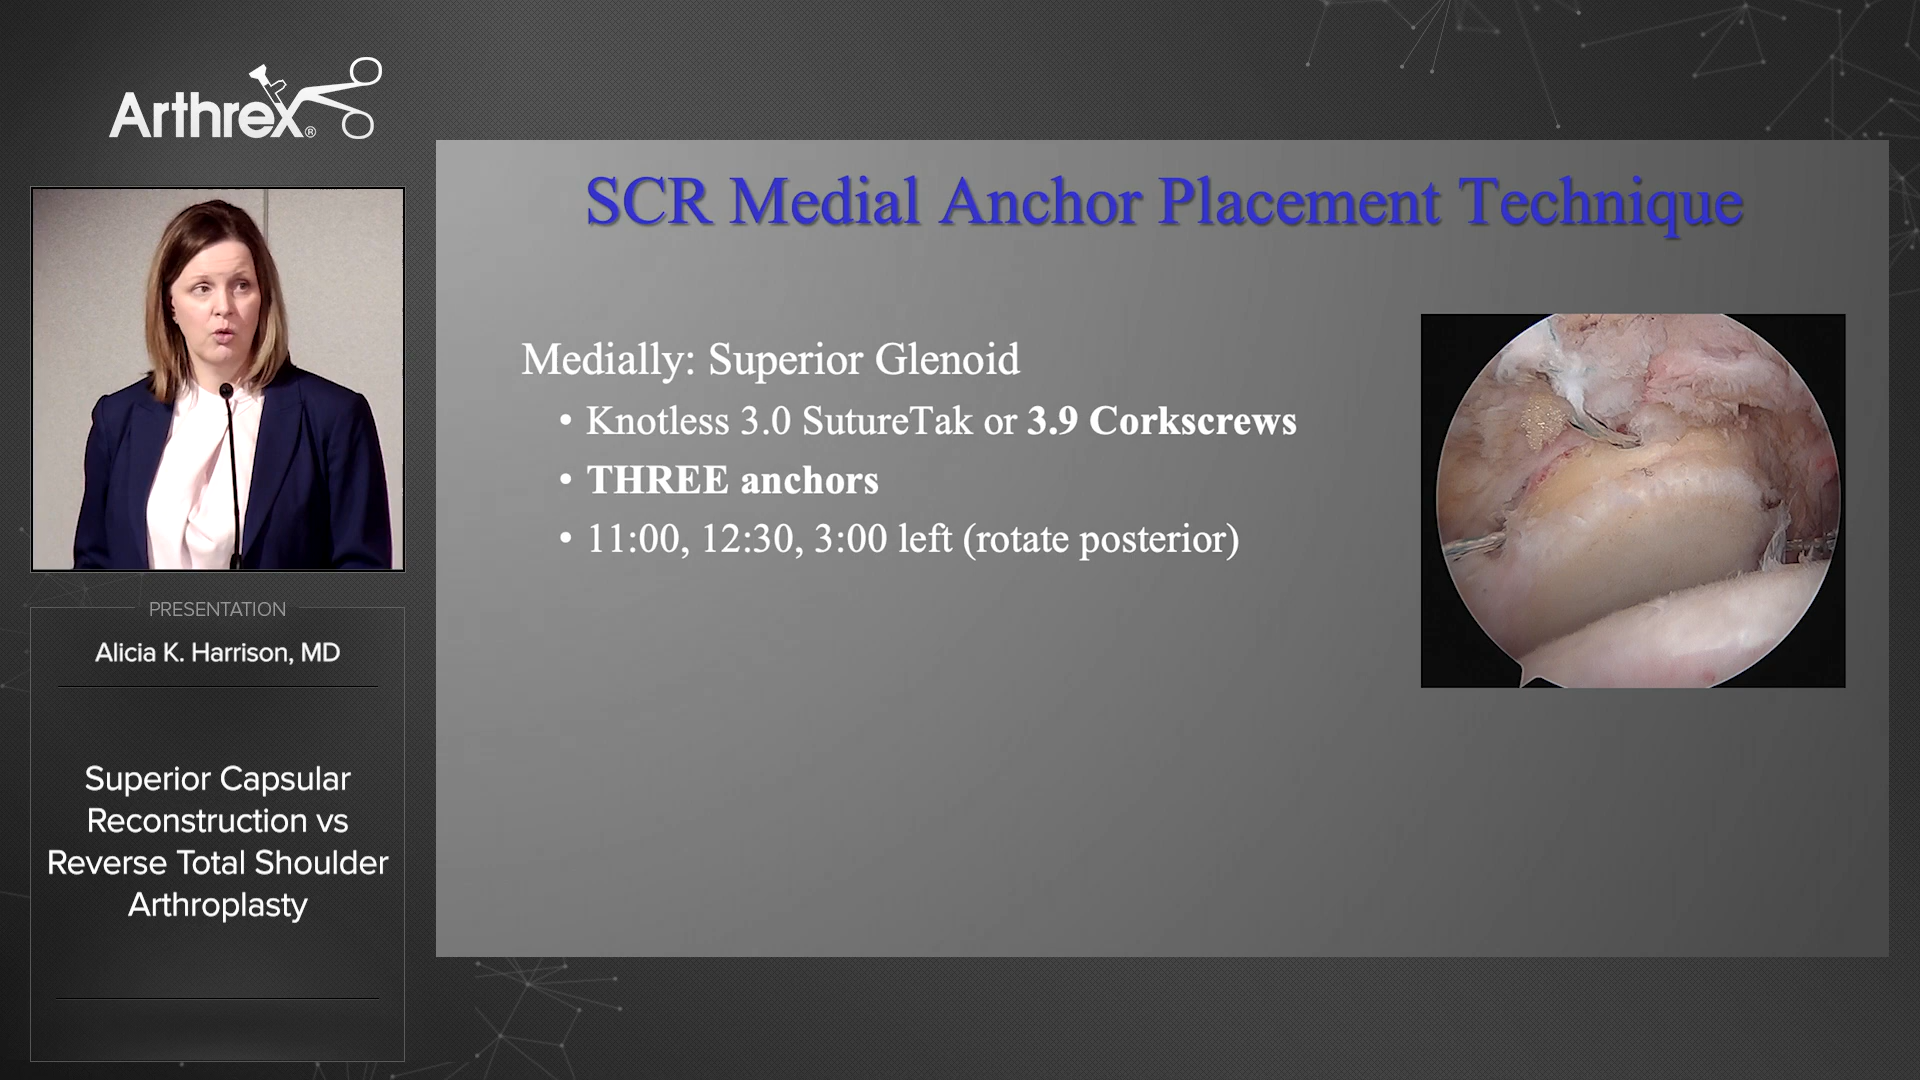 Arthrex®
PRESENTATION
Alicia K. Harrison, MD
Superior Capsular
Reconstruction vs
Reverse Total Shoulder
Arthroplasty
SCR Medial Anchor Placement Technique
Medially: Superior Glenoid
• Knotless 3.0 SutureTak or 3.9 Corkscrews
• THREE anchors
• 11:00, 12:30, 3:00 left (rotate posterior)